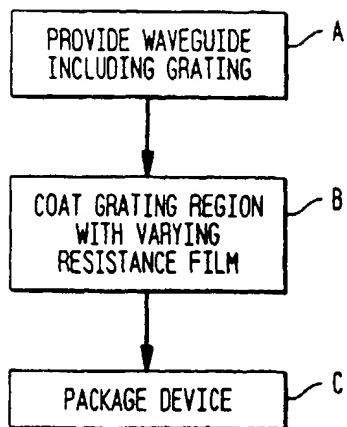 PROVIDE WAVEGUIDE
INCLUDING GRATING
A
COAT GRATING REGION
WITH VARYING
RESISTANCE FILM
B
PACKAGE DEVICE
C